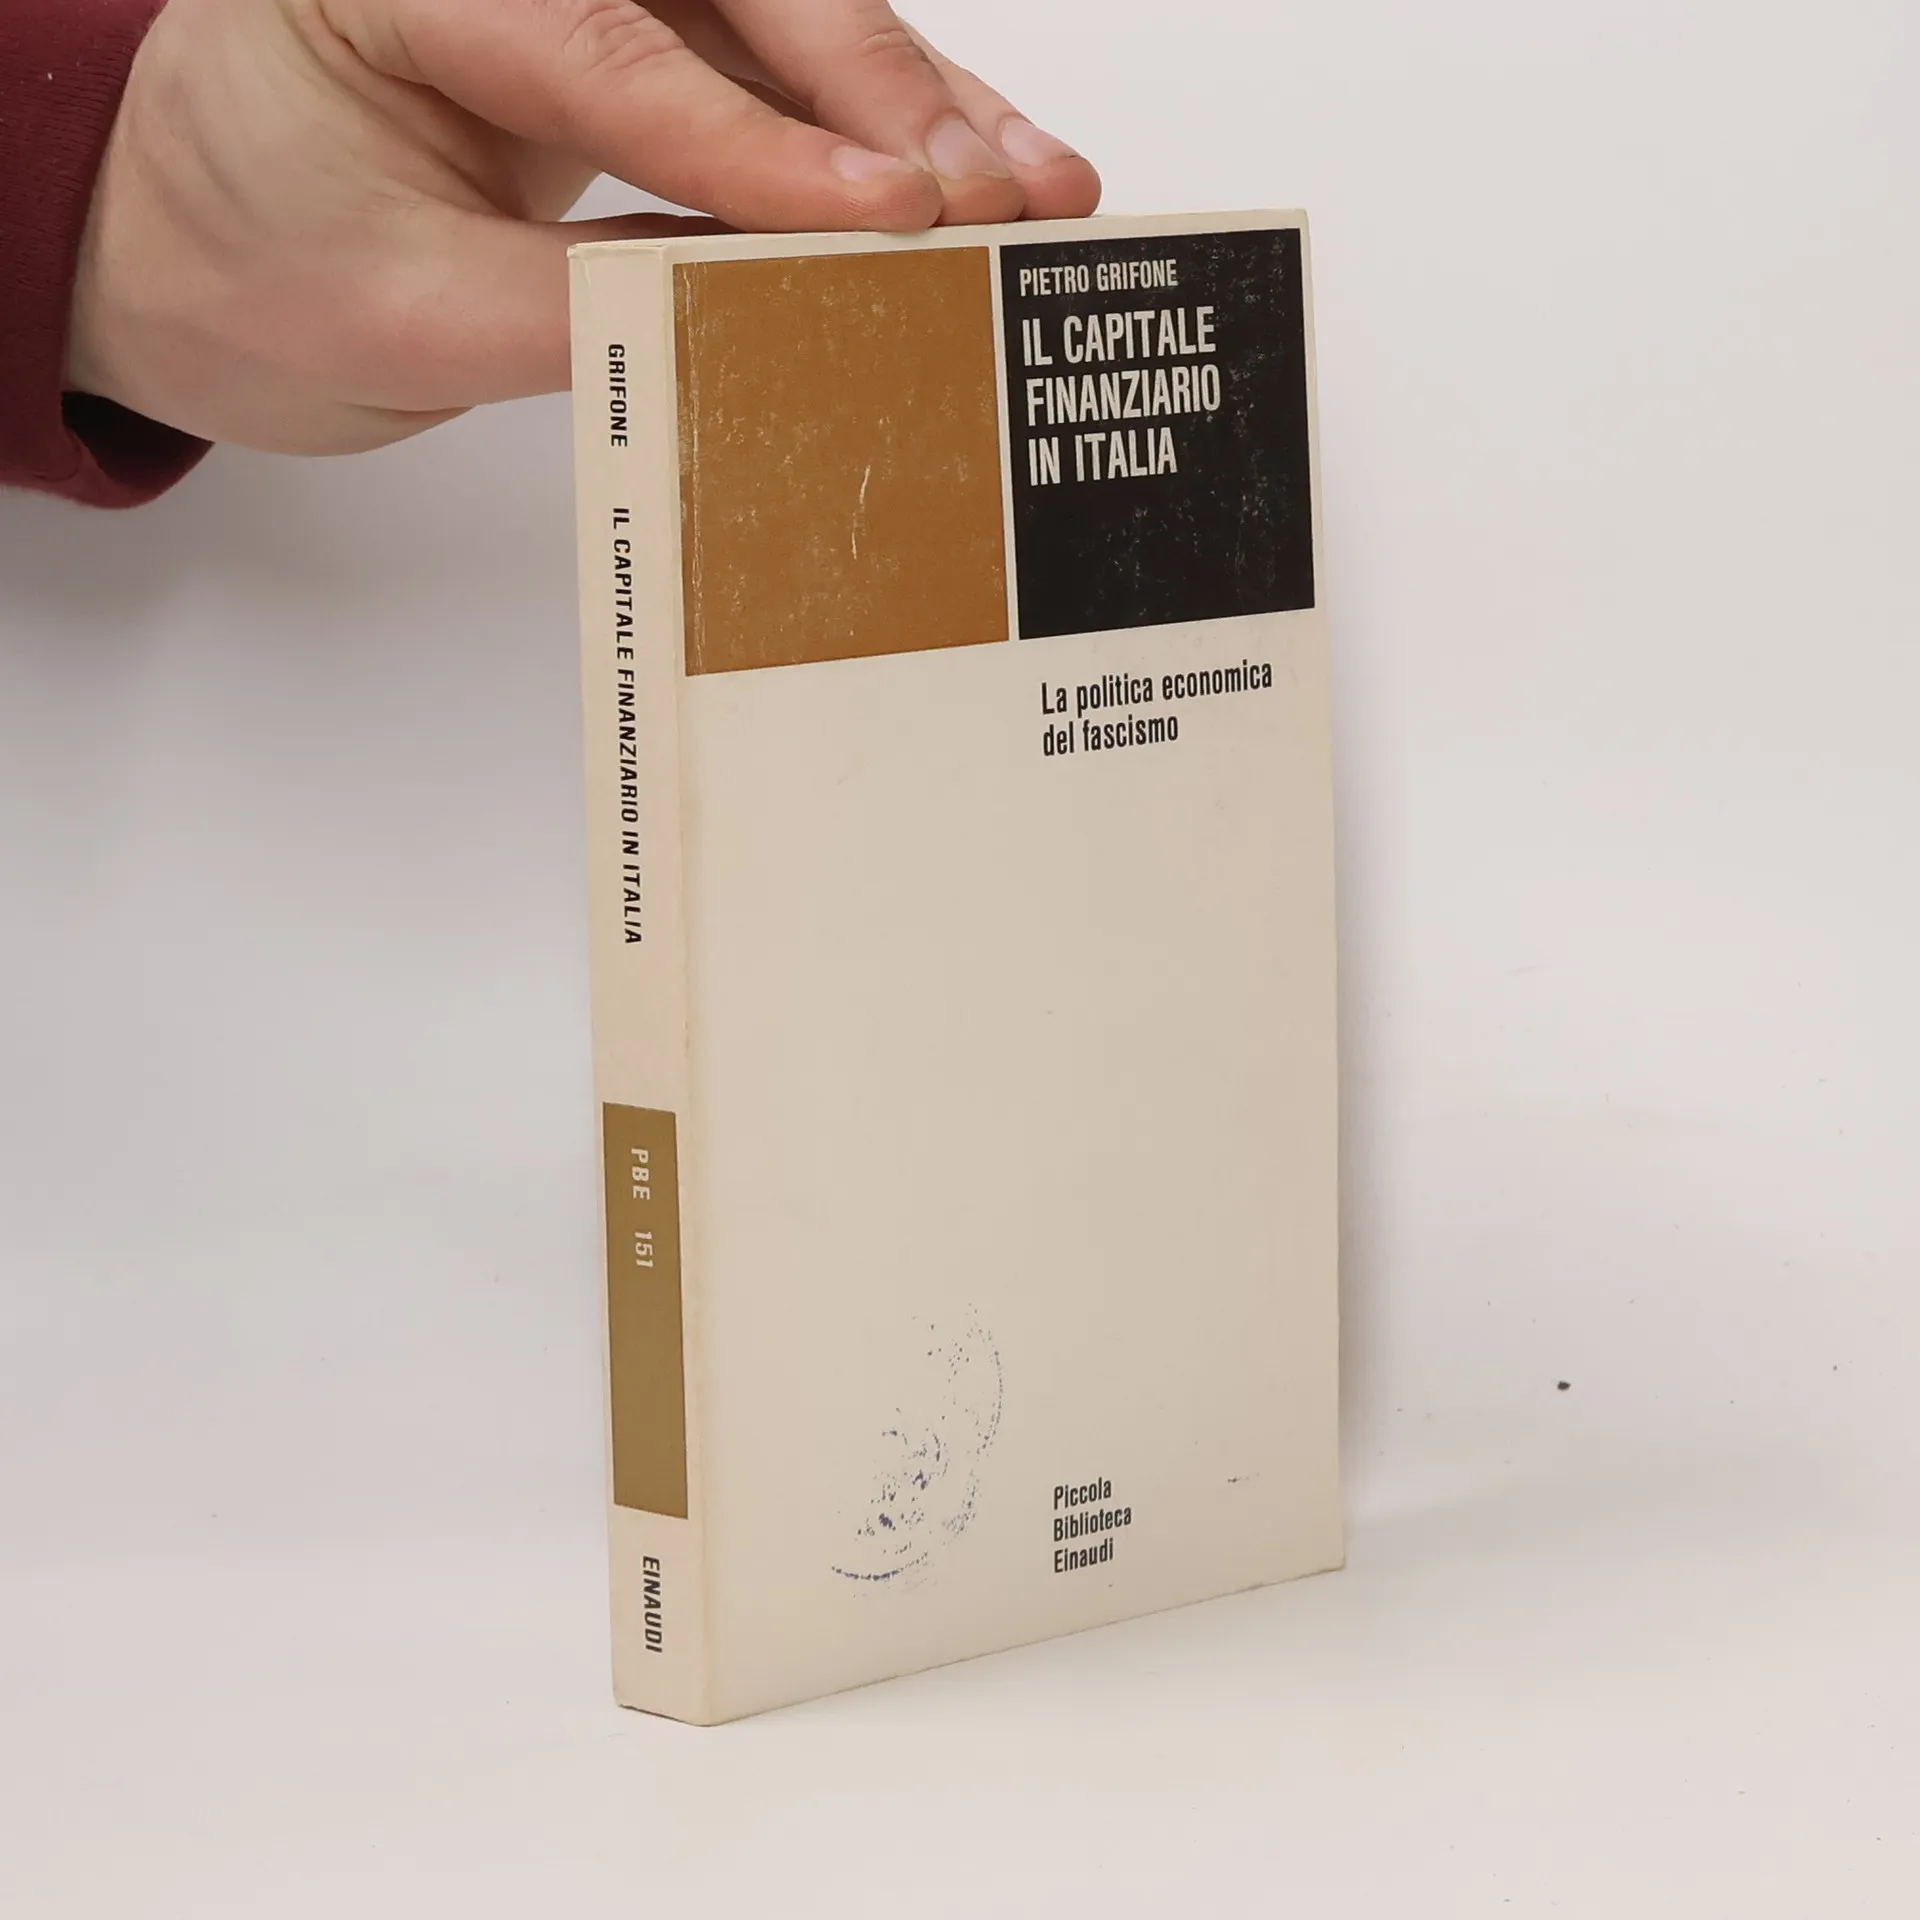 PIETRO GRIFONE
IL CAPITALE
FINANZIARIO
IN ITALIA
La politica economica
del fascismo
Piccola
Biblioteca
Einaudi
GRIFONE IL CAPITALE FINANZIARIO IN ITALIA
PBE 151
EINAUDI